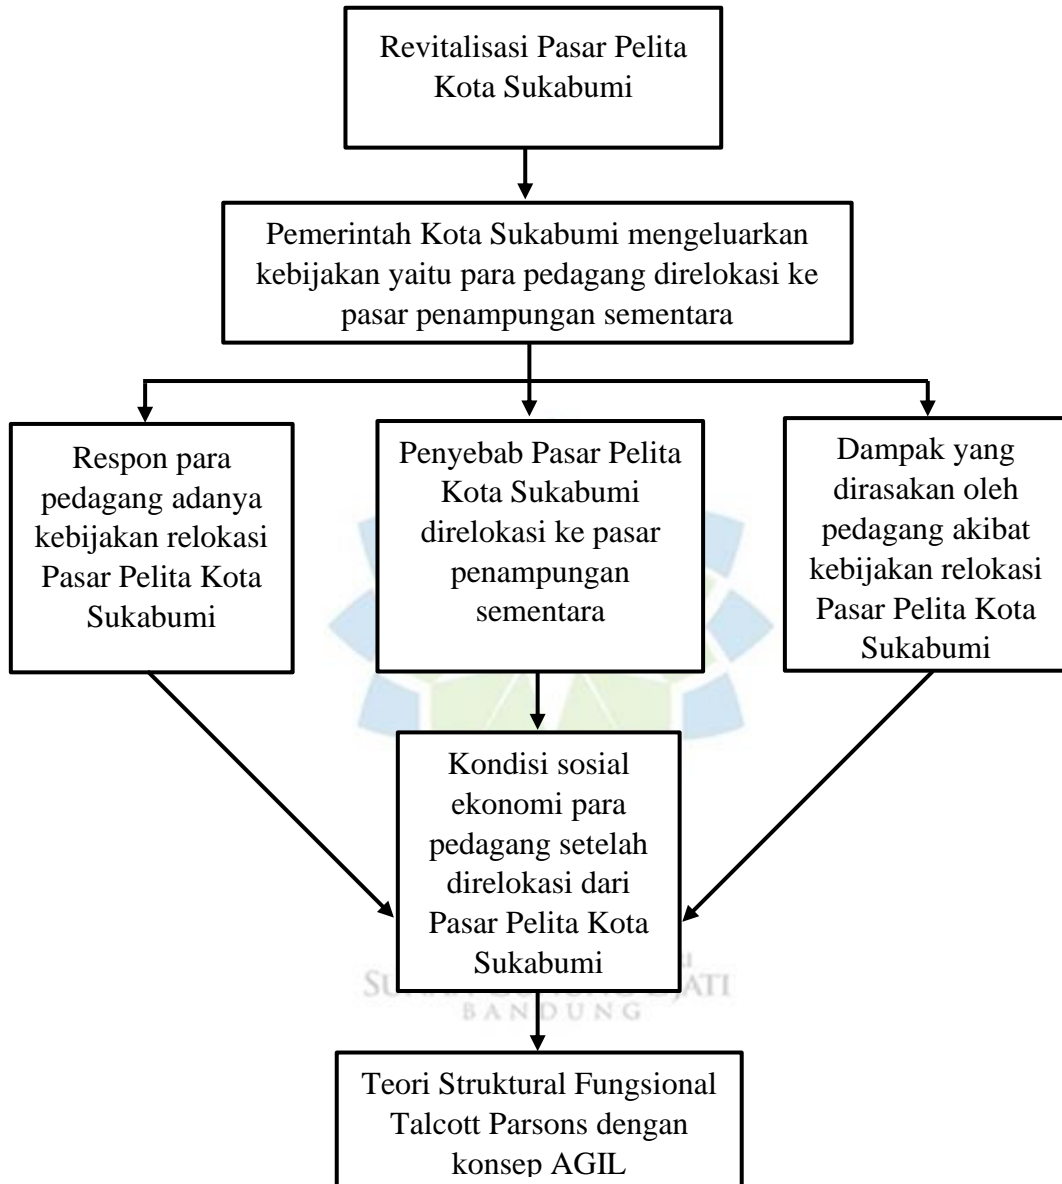 Revitalisasi Pasar Pelita
Kota Sukabumi
Pemerintah Kota Sukabumi mengeluarkan
kebijakan yaitu para pedagang direlokasi ke
pasar penampungan sementara
Respon para
pedagang adanya
kebijakan relokasi
Pasar Pelita Kota
Sukabumi
Penyebab Pasar Pelita
Kota Sukabumi
direlokasi ke pasar
penampungan
sementara
Dampak yang
dirasakan oleh
pedagang akibat
kebijakan relokasi
Pasar Pelita Kota
Sukabumi
Kondisi sosial
ekonomi para
pedagang setelah
direlokasi dari
Pasar Pelita Kota
Sukabumi
BANDUNG
Teori Struktural Fungsional
Talcott Parsons dengan
konsep AGIL